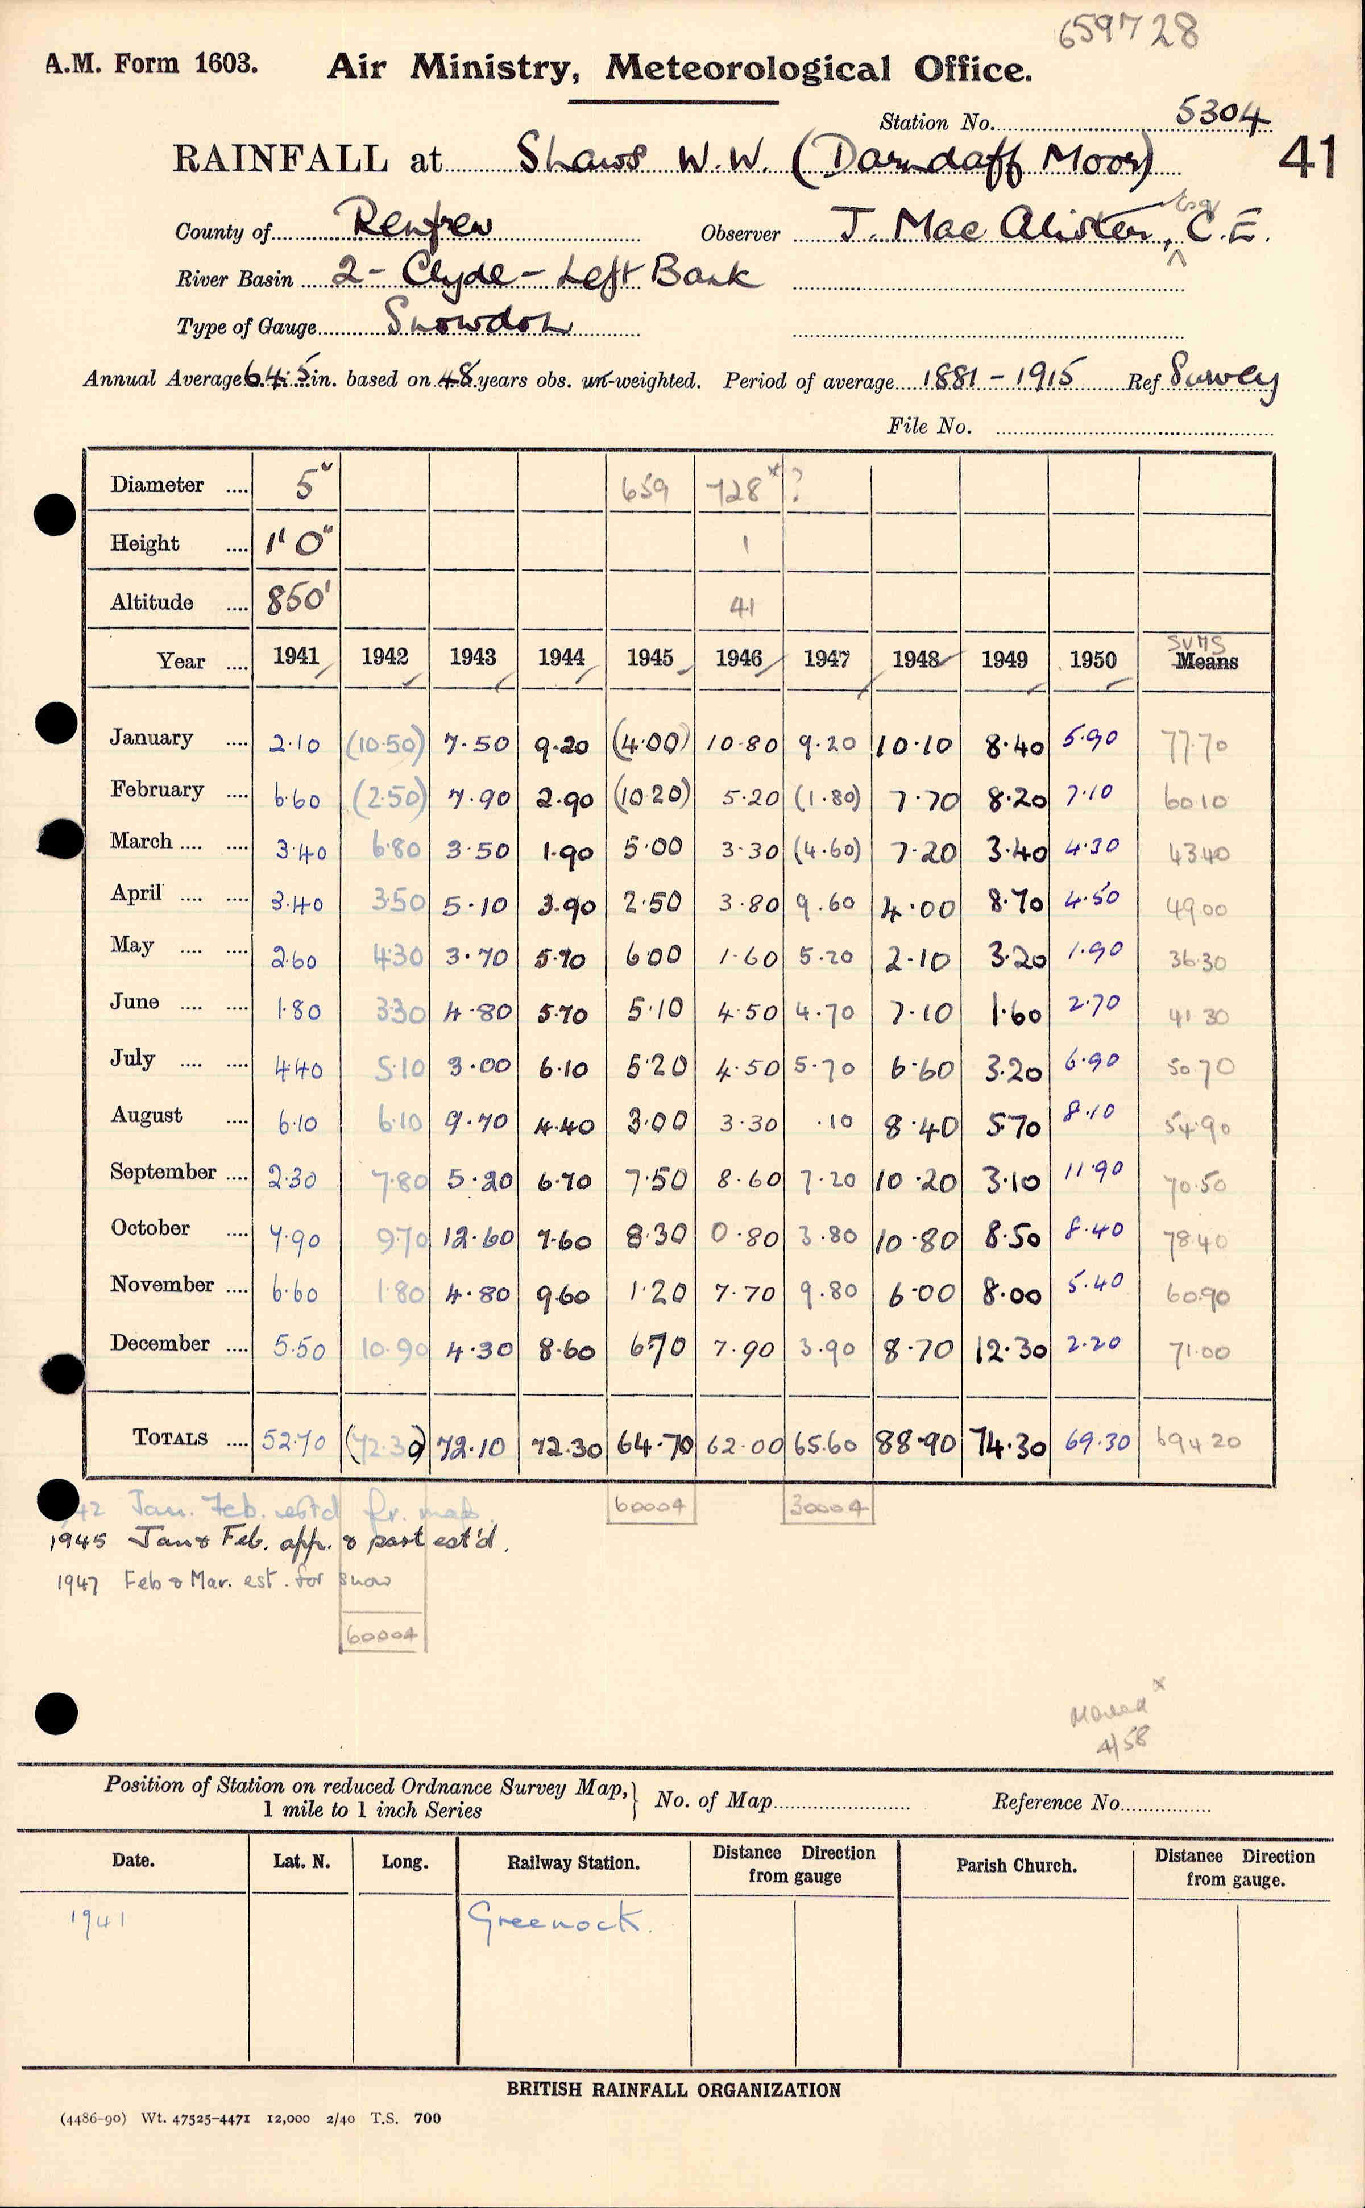 659728
A.M. Form 1603. Air Ministry, Meteorological Office.
Station No. 5304
RAINFALL at Shaws W.W. (Darndaff Moor) 41
County of Renfrew Observer J. Mac Alister, Esq C.E.
River Basin 2 - Clyde - Left Bank
Type of Gauge Snowdon
Annual Average 64.5 in. based on 48 years obs. un-weighted. Period of average 1881 - 1915 Ref Survey
File No.
Diameter .... 5" 659 728* ?
Height .... 1' 0" 1
Altitude .... 850' 41
SUMS
Year .... 1941 1942 1943 1944 1945 1946 1947 1948 1949 1950 Means
January .... 2.10 (10.50) 7.50 9.20 (4.00) 10.80 9.20 10.10 8.40 5.90 77.70
February .... 6.60 (2.50) 7.90 2.90 (10.20) 5.20 (1.80) 7.70 8.20 7.10 60.10
March .... .... 3.40 6.80 3.50 1.90 5.00 3.30 (4.60) 7.20 3.40 4.30 43.40
April .... .... 3.40 3.50 5.10 3.90 2.50 3.80 9.60 4.00 8.70 4.50 49.00
May .... .... 2.60 4.30 3.70 5.70 6.00 1.60 5.20 2.10 3.20 1.90 36.30
June .... .... 1.80 3.30 4.80 5.70 5.10 4.50 4.70 7.10 1.60 2.70 41.30
July .... .... 4.40 5.10 3.00 6.10 5.20 4.50 5.70 6.60 3.20 6.90 50.70
August .... 6.10 6.10 9.70 4.40 3.00 3.30 .10 8.40 5.70 8.10 54.90
September .... 2.30 7.80 5.20 6.70 7.50 8.60 7.20 10.20 3.10 11.90 70.50
October .... 7.90 9.70 12.60 7.60 8.30 0.80 3.80 10.80 8.50 8.40 78.40
November .... 6.60 1.80 4.80 9.60 1.20 7.70 9.80 6.00 8.00 5.40 60.90
December .... 5.50 10.90 4.30 8.60 6.70 7.90 3.90 8.70 12.30 2.20 71.00
TOTALS .... 52.70 (72.30) 72.10 72.30 64.70 62.00 65.60 88.90 74.30 69.30 694 20
42 Jan. Feb. est'd fr. map. 60004 30004
1945 Jan & Feb. app. & part est'd.
1947 Feb & Mar. est. for snow
60004
Moved *
4/58
Position of Station on reduced Ordnance Survey Map, } No. of Map Reference No.
1 mile to 1 inch Series
Date. Lat. N. Long. Railway Station. Distance Direction from gauge Parish Church. Distance Direction from gauge.
1941 Greenock.
BRITISH RAINFALL ORGANIZATION
(4486-90) Wt. 47525-4471 12,000 2/40 T.S. 700